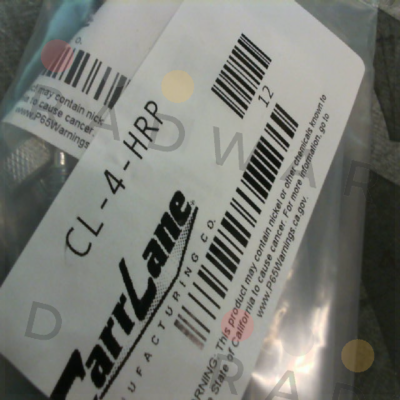 CL-4-HRP
12
CarrLane®
MANUFACTURING CO.
WARNING: This product may contain nickel or other chemicals known to
State of California to cause cancer. For more information, go to
www.P65Warnings.ca.gov.
may contain nick
to cause cancer.
w.P65Warnings